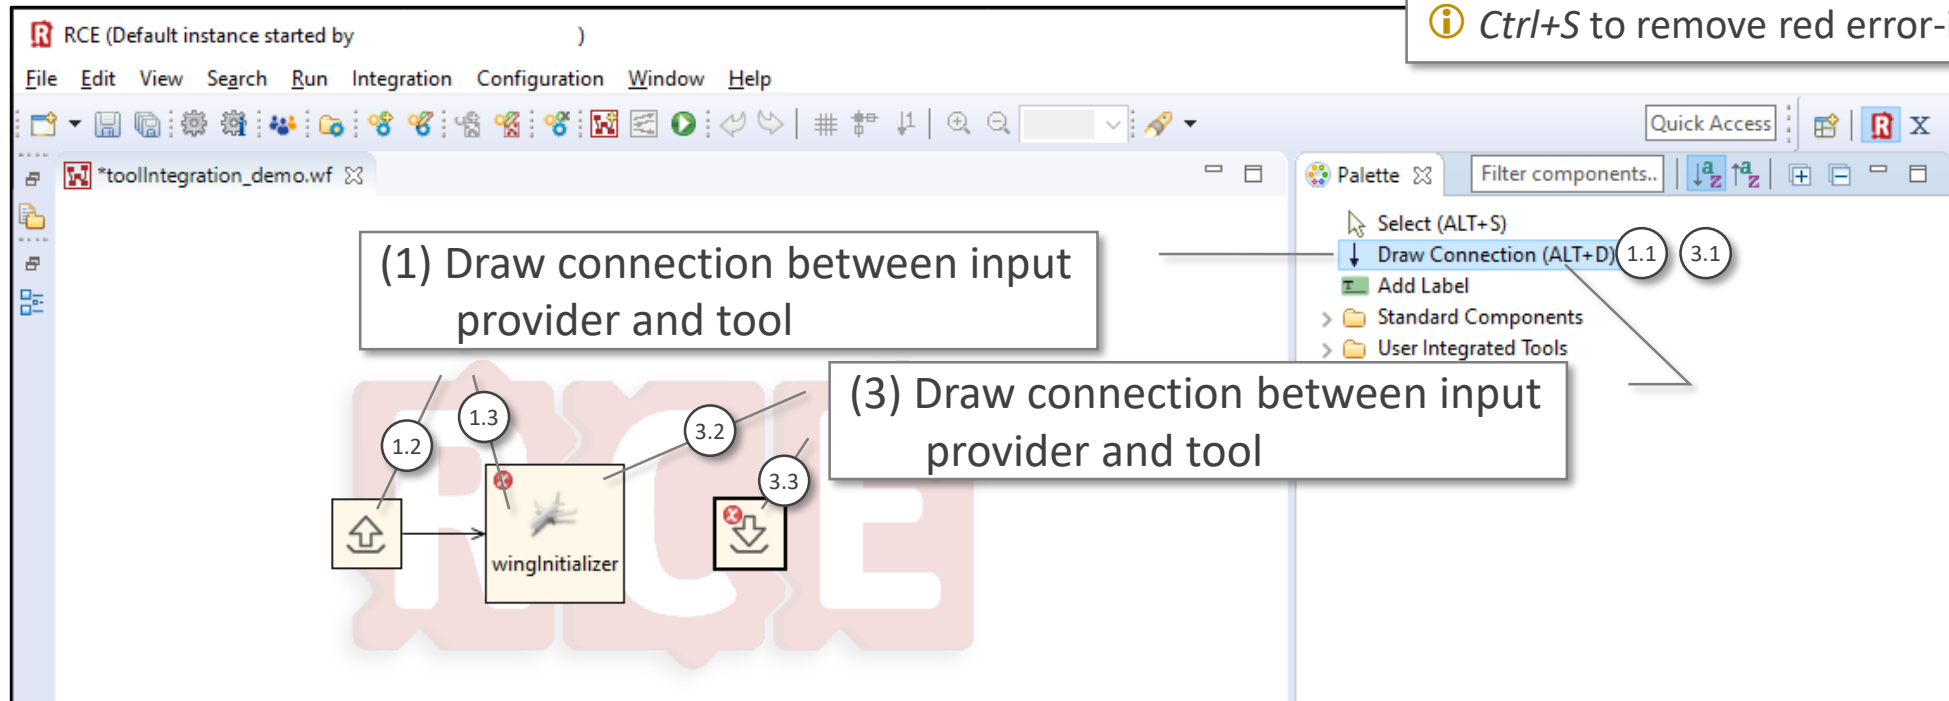 Ctrl+S to remove red error-
RCE (Default instance started by )
File Edit View Search Run Integration Configuration Window Help
Quick Access
*toolIntegration_demo.wf
Palette
Filter components..
Select (ALT+S)
Draw Connection (ALT+D)
1.1
3.1
Add Label
Standard Components
User Integrated Tools
(1) Draw connection between input
provider and tool
(3) Draw connection between input
provider and tool
1.2
1.3
3.2
3.3
wingInitializer
RCE